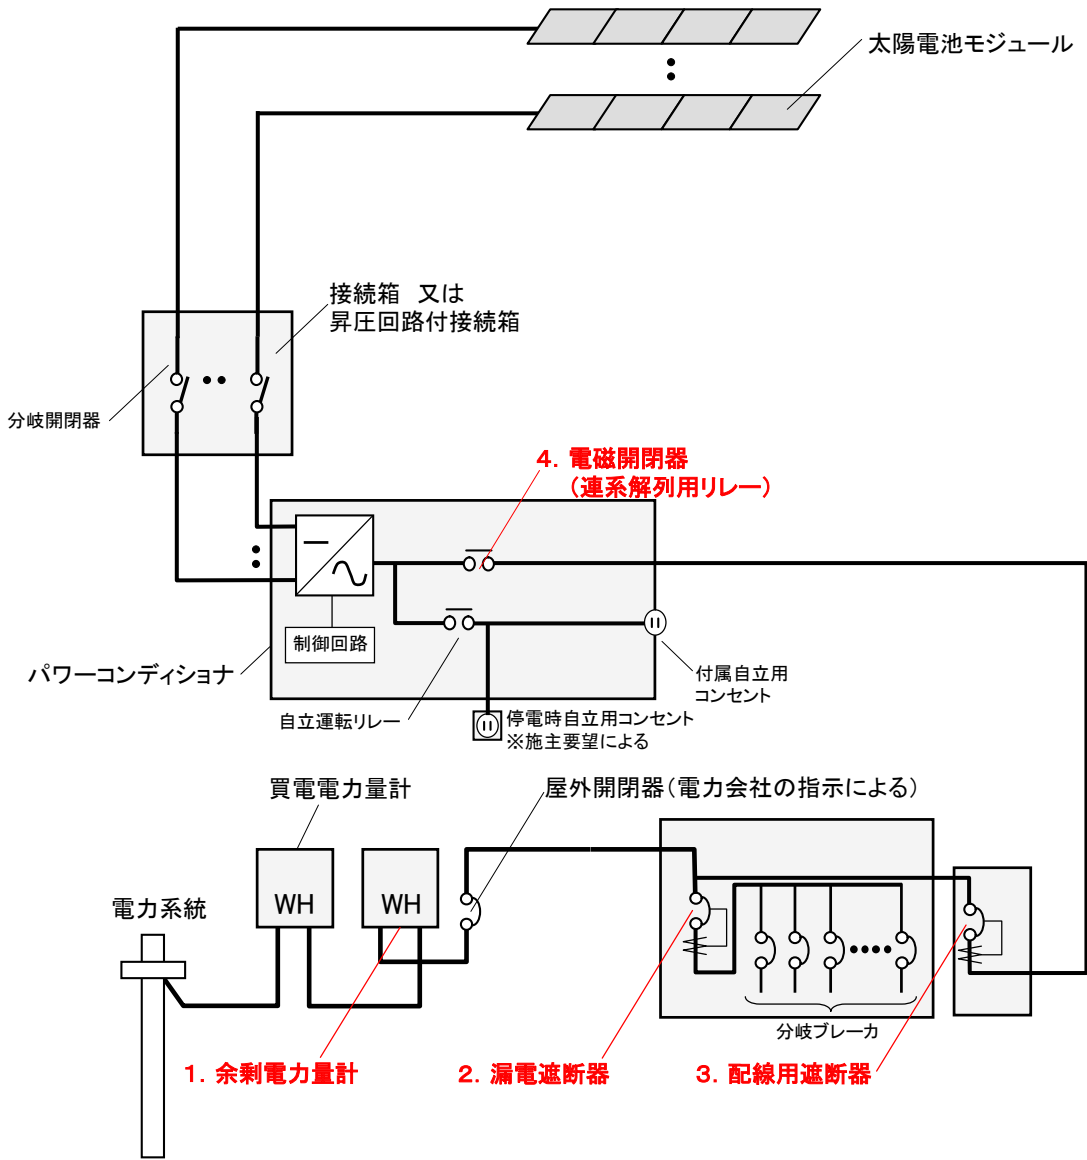 太陽電池モジュール
接続箱　又は
昇圧回路付接続箱
分岐開閉器
4．電磁開閉器
（連系解列用リレー）
制御回路
パワーコンディショナ
付属自立用
コンセント
自立運転リレー
停電時自立用コンセント
※施主要望による
買電電力量計
屋外開閉器（電力会社の指示による）
WH
WH
電力系統
分岐ブレーカ
1．余剰電力量計
2．漏電遮断器
3．配線用遮断器